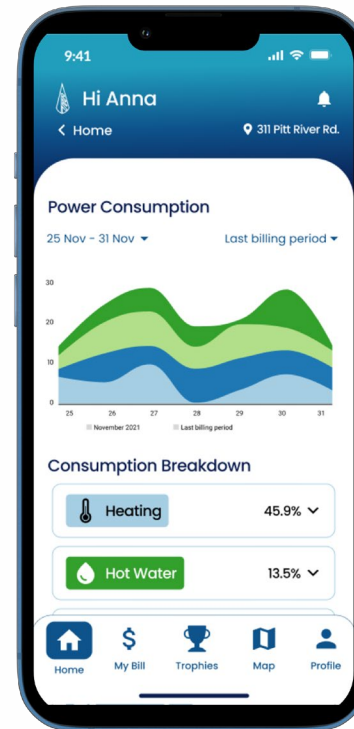 9:41
Hi Anna
Home
311 Pitt River Rd.
Power Consumption
25 Nov - 31 Nov
Last billing period
30
20
10
0
25 26 27 28 29 30 31
November 2021 Last billing period
Consumption Breakdown
Heating 45.9%
Hot Water 13.5%
Home My Bill Trophies Map Profile